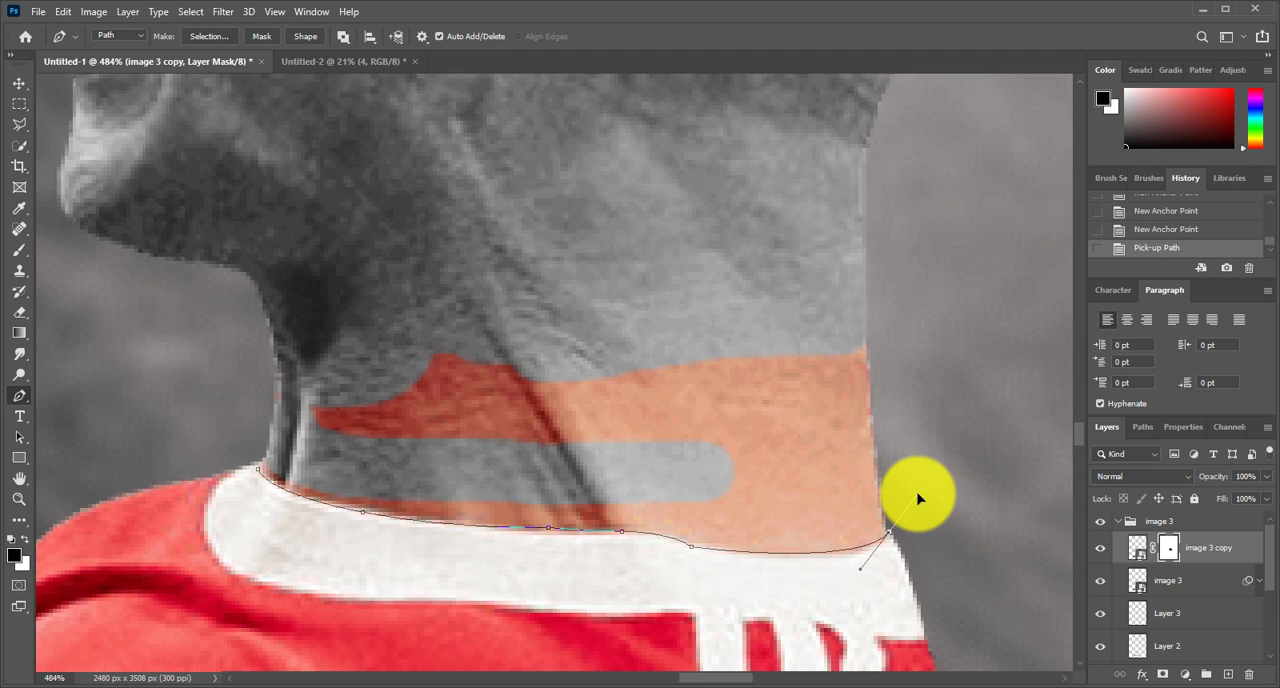 Ps File Edit Image Layer Type Select Filter 3D View Window Help
Path Make: Selection... Mask Shape Auto Add/Delete Align Edges
Untitled-1 @ 484% (image 3 copy, Layer Mask/8) * × Untitled-2 @ 21% (4, RGB/8) * ×
Color Swatc Gradie Patter Adjust
Brush Se Brushes History Libraries
New Anchor Point
New Anchor Point
Pick-up Path
Character Paragraph
0 pt 0 pt
0 pt
0 pt 0 pt
Hyphenate
Layers Paths Properties Channel
Kind
Normal Opacity: 100%
Lock: Fill: 100%
image 3
image 3 copy
image 3
Layer 3
Layer 2
484% 2480 px x 3508 px (300 ppi)